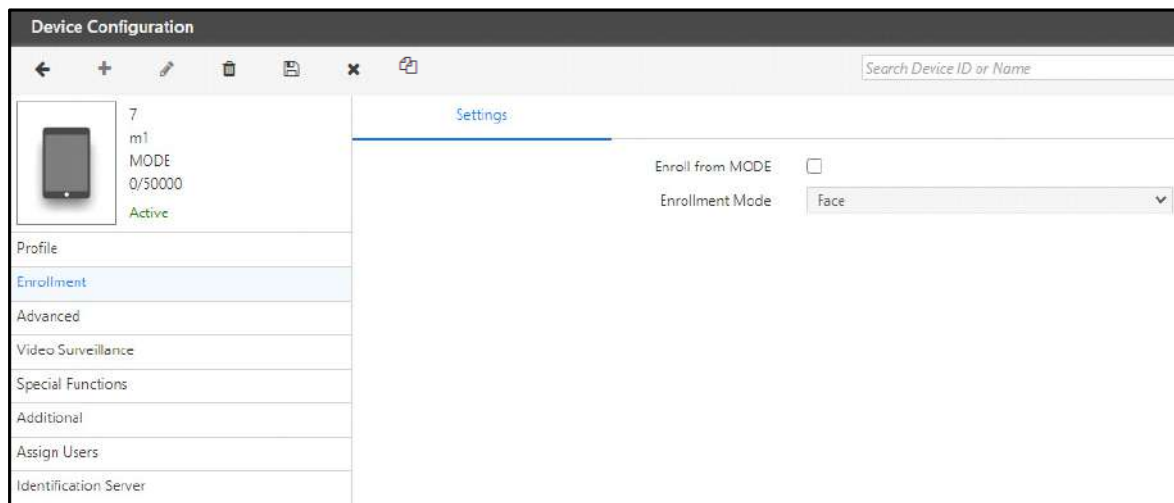 Device Configuration
Search Device ID or Name
7
m1
MODE
0/50000
Active
Profile
Enrollment
Advanced
Video Surveillance
Special Functions
Additional
Assign Users
Identification Server
Settings
Enroll from MODE
Enrollment Mode
Face